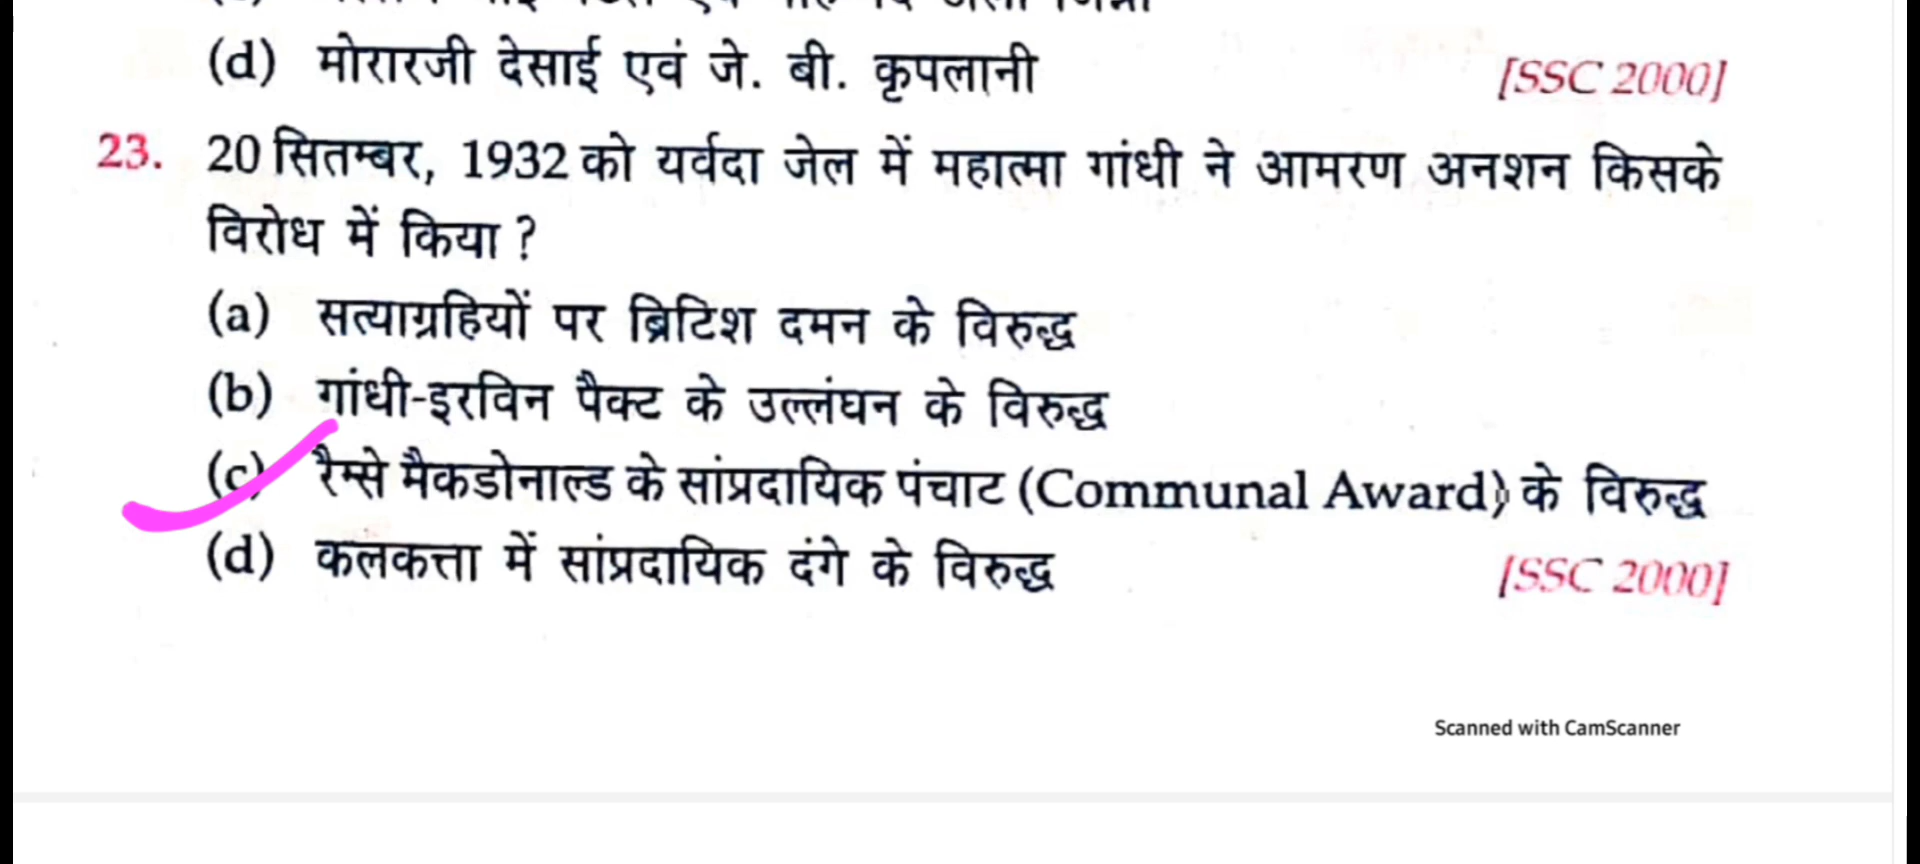 (d) मोरारजी देसाई एवं जे. बी. कृपलानी [SSC 2000]
23. 20 सितम्बर, 1932 को यर्वदा जेल में महात्मा गांधी ने आमरण अनशन किसके
विरोध में किया ?
(a) सत्याग्रहियों पर ब्रिटिश दमन के विरुद्ध
(b) गांधी-इरविन पैक्ट के उल्लंघन के विरुद्ध
(c) रैम्से मैकडोनाल्ड के सांप्रदायिक पंचाट (Communal Award) के विरुद्ध
(d) कलकत्ता में सांप्रदायिक दंगे के विरुद्ध [SSC 2000]
Scanned with CamScanner